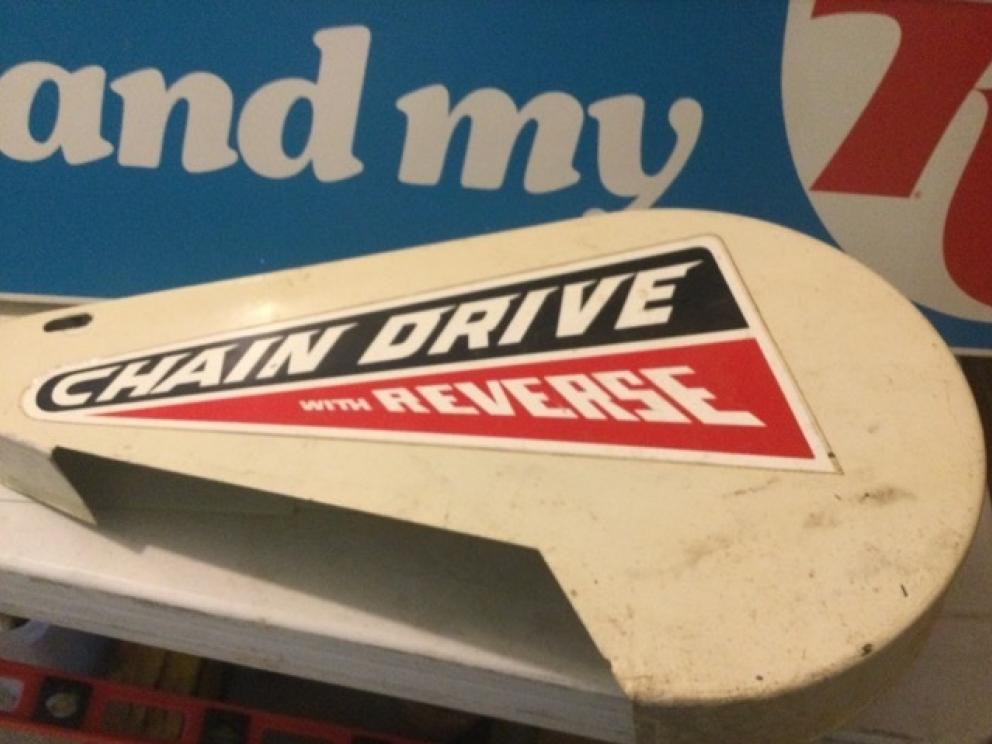 and my
CHAIN DRIVE
WITH REVERSE